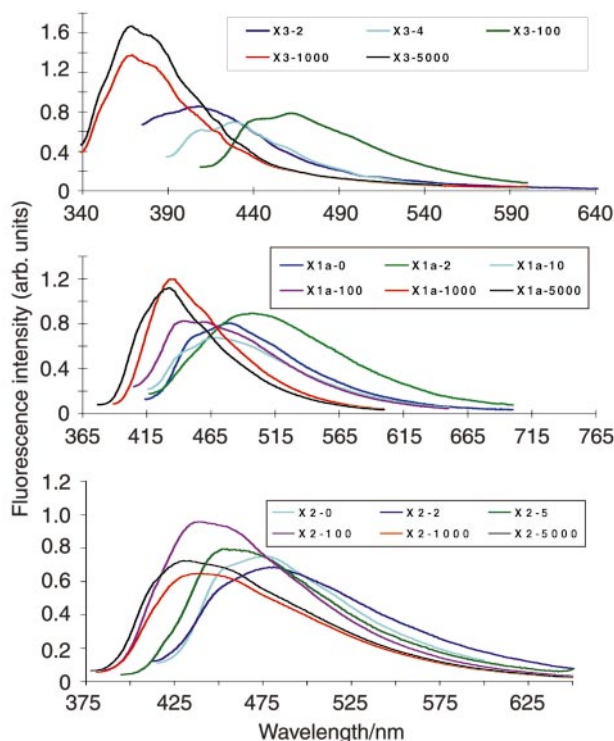 1.6
1.2
0.8
0.4
0
340 390 440 490 540 590 640
X3-2 X3-4 X3-100
X3-1000 X3-5000
Fluorescence intensity (arb. units)
1.2
0.8
0.4
0
365 415 465 515 565 615 665 715 765
X1a-0 X1a-2 X1a-10
X1a-100 X1a-1000 X1a-5000
1.2
1.0
0.8
0.6
0.4
0.2
0
375 425 475 525 575 625
X2-0 X2-2 X2-5
X2-100 X2-1000 X2-5000
Wavelength/nm